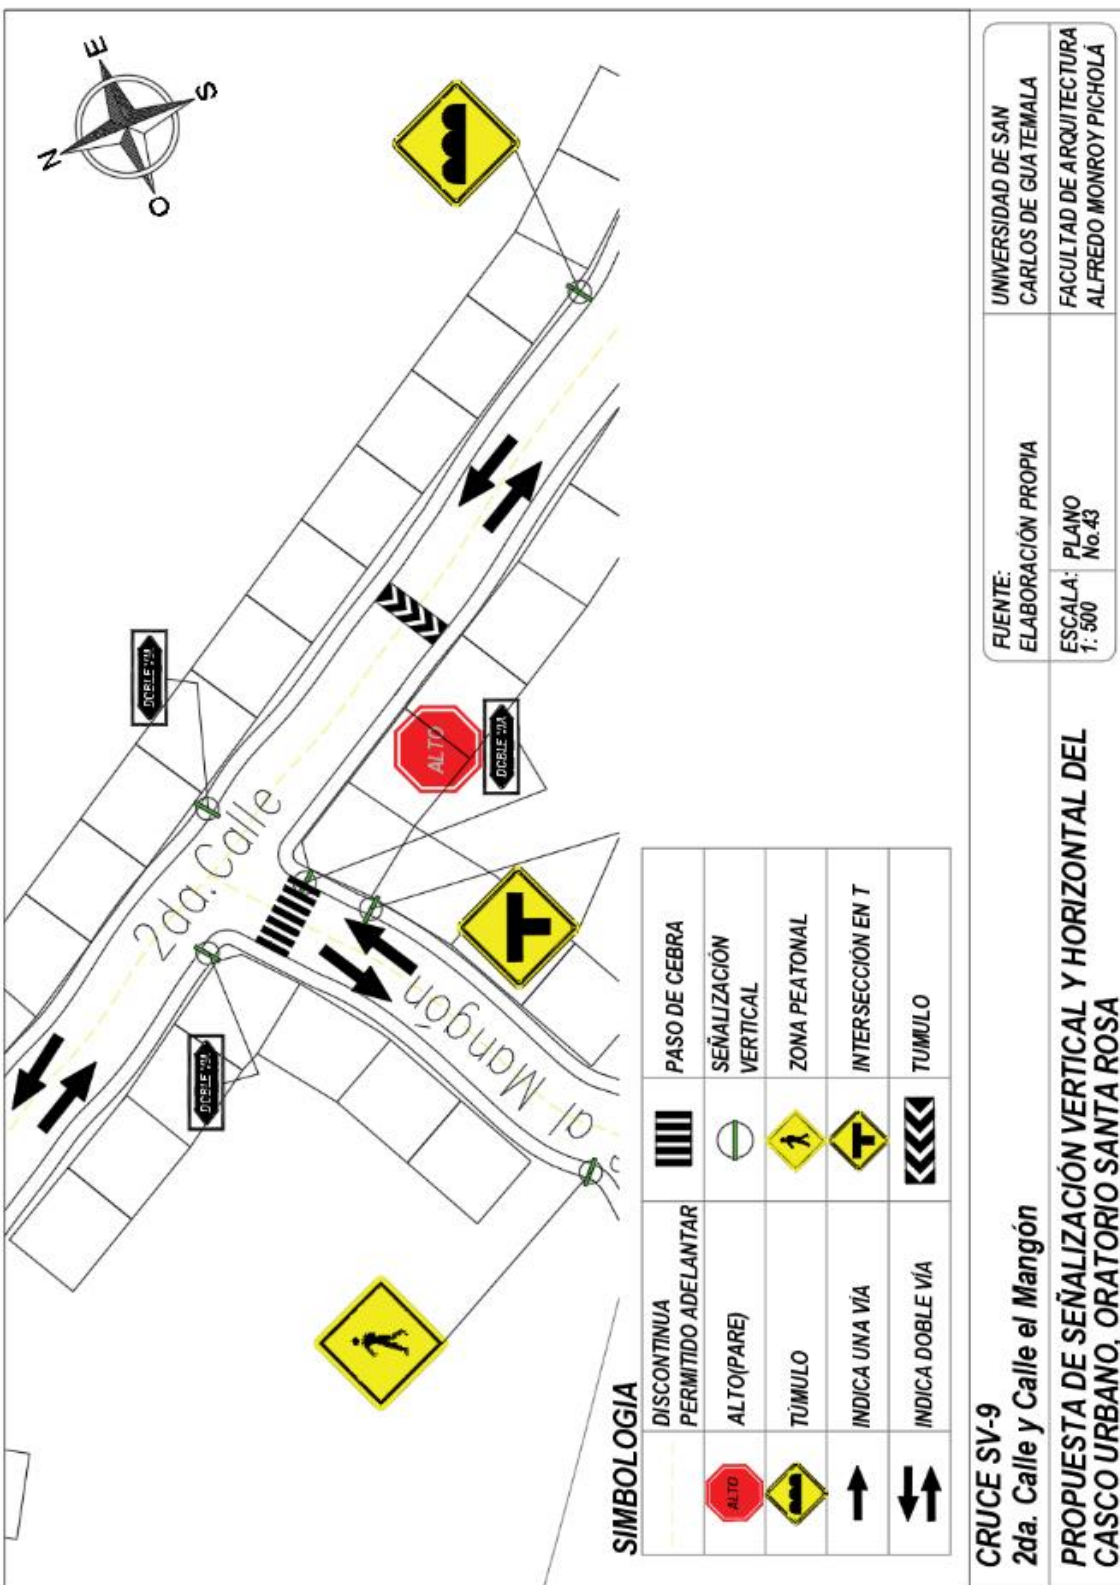 N
E
S
O
DOBLE VIA
DOBLE VIA
ALTO
DOBLE VIA
2da. Calle
al Mangón
SIMBOLOGIA
DISCONTINUA
PERMITIDO ADELANTAR
PASO DE CEBRA
ALTO
ALTO(PARE)
SEÑALIZACIÓN
VERTICAL
TÚMULO
ZONA PEATONAL
INDICA UNA VÍA
INTERSECCIÓN EN T
INDICA DOBLE VÍA
TUMULO
CRUCE SV-9
2da. Calle y Calle el Mangón
PROPUESTA DE SEÑALIZACIÓN VERTICAL Y HORIZONTAL DEL
CASCO URBANO, ORATORIO SANTA ROSA
FUENTE:
ELABORACIÓN PROPIA
UNIVERSIDAD DE SAN
CARLOS DE GUATEMALA
ESCALA:
1: 500
PLANO
No.43
FACULTAD DE ARQUITECTURA
ALFREDO MONROY PICHOLÁ